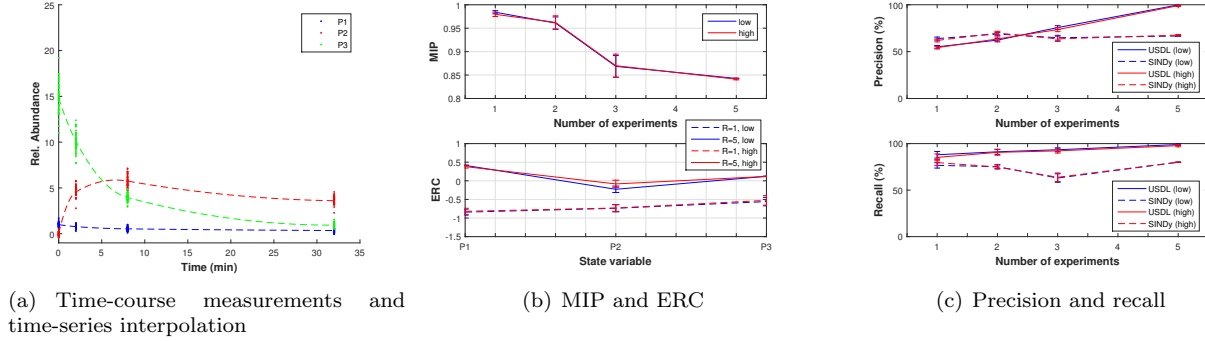 25
20
15
10
5
0
0 5 10 15 20 25 30 35
Rel. Abundance
Time (min)
P1
P2
P3
(a) Time-course measurements and
time-series interpolation
1
0.95
0.9
0.85
0.8
MIP
1 2 3 4 5
Number of experiments
low
high
1
0.5
0
-0.5
-1
-1.5
ERC
P1 P2 P3
State variable
R=1, low
R=5, low
R=1, high
R=5, high
(b) MIP and ERC
100
50
0
Precision (%)
1 2 3 4 5
Number of experiments
USDL (low)
SINDy (low)
USDL (high)
SINDy (high)
100
50
0
Recall (%)
1 2 3 4 5
Number of experiments
USDL (low)
SINDy (low)
USDL (high)
SINDy (high)
(c) Precision and recall